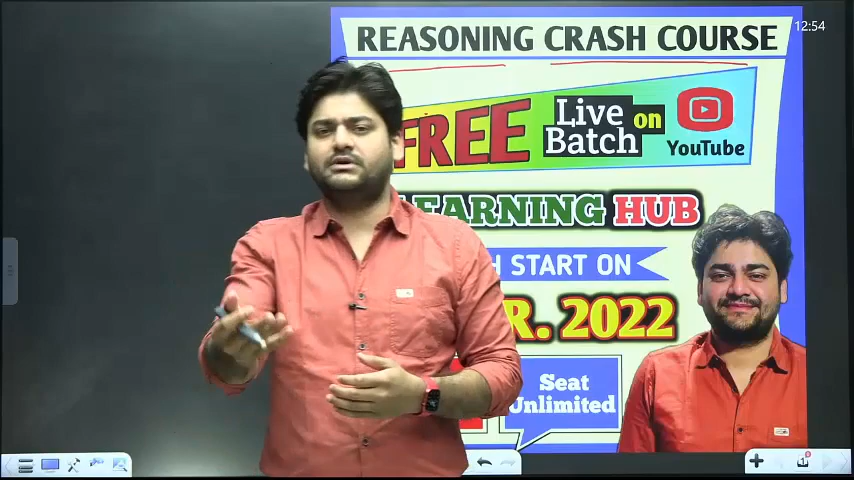 REASONING CRASH COURSE
12:54
FREE
Live on
Batch
YouTube
LEARNING HUB
START ON
2022
Seat
Unlimited